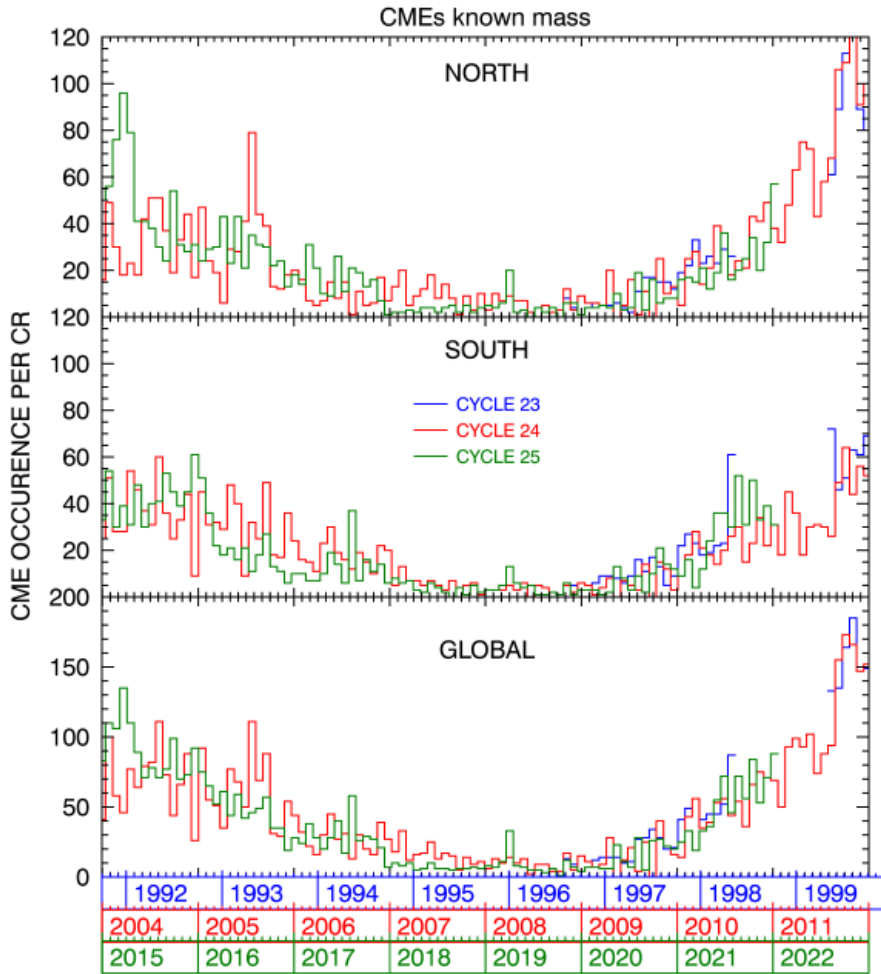 CMEs known mass
120
NORTH
100
80
60
40
20
120
SOUTH
100
CYCLE 23
80
CYCLE 24
60
CYCLE 25
40
20
200
GLOBAL
150
100
50
0
CME OCCURENCE PER CR
1992 1993 1994 1995 1996 1997 1998 1999
2004 2005 2006 2007 2008 2009 2010 2011
2015 2016 2017 2018 2019 2020 2021 2022